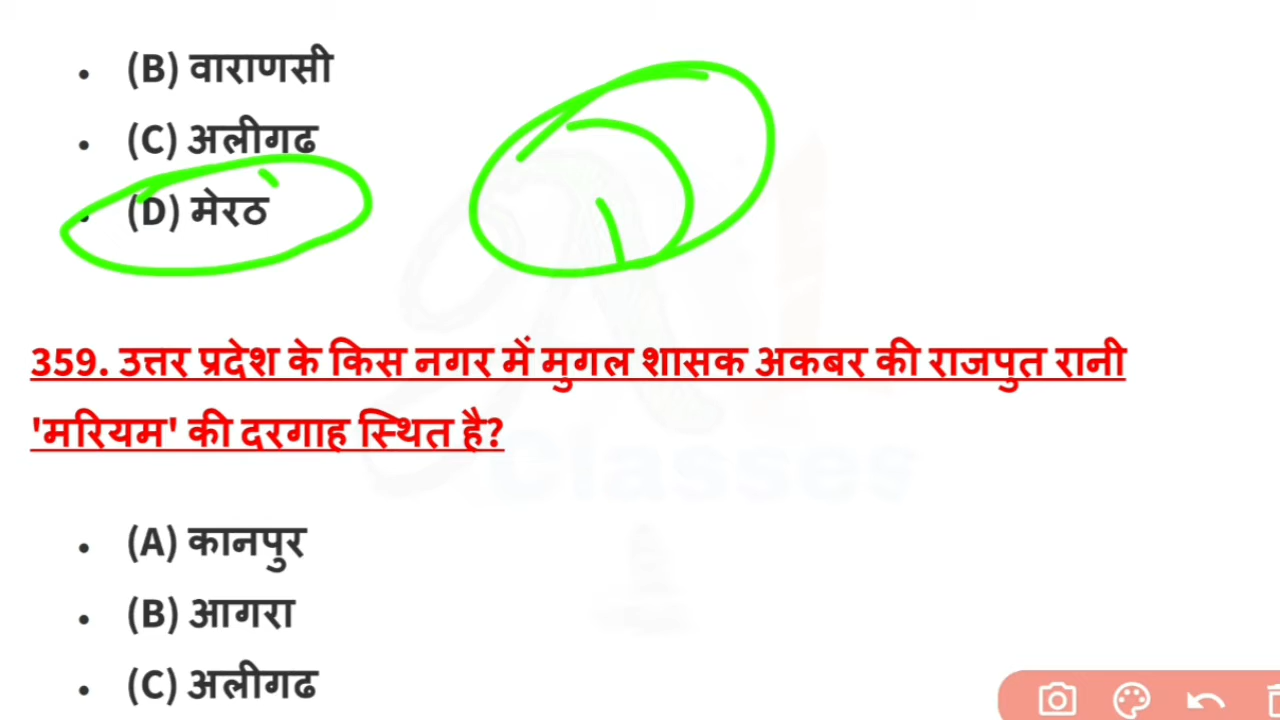 (B) वाराणसी
(C) अलीगढ
(D) मेरठ
359. उत्तर प्रदेश के किस नगर में मुगल शासक अकबर की राजपुत रानी
'मरियम' की दरगाह स्थित है?
Classes
(A) कानपुर
(B) आगरा
(C) अलीगढ